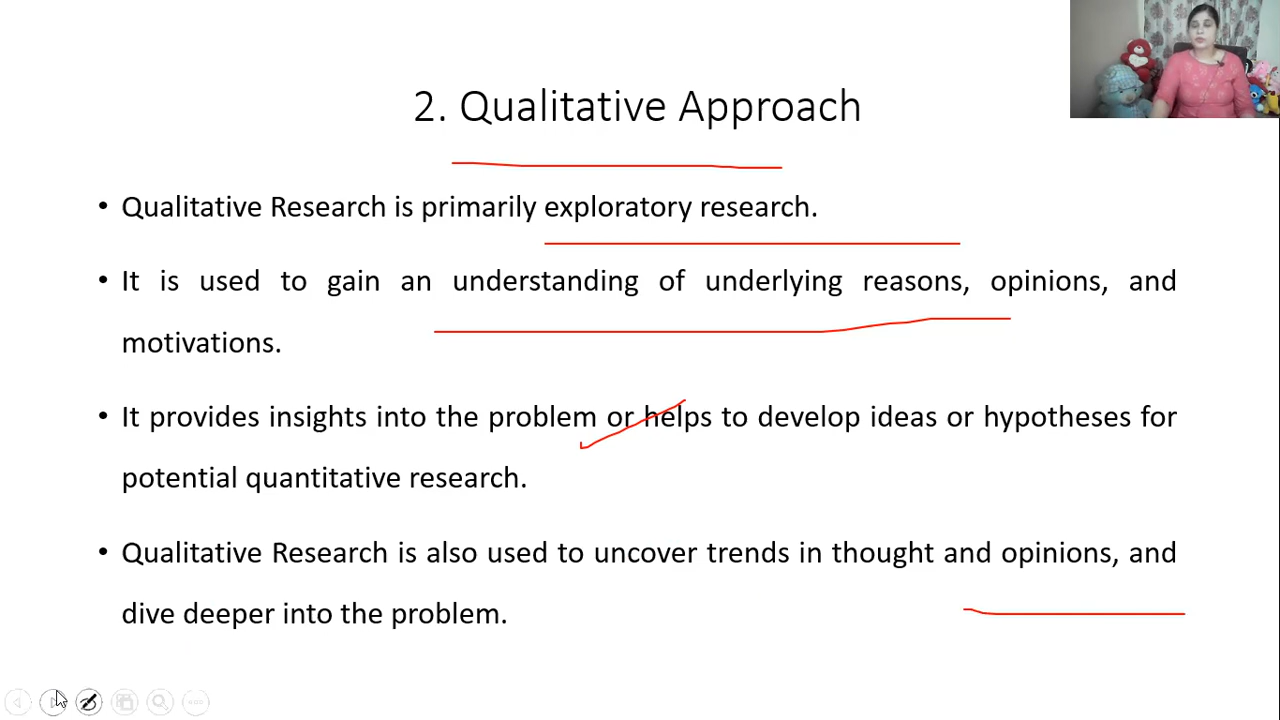 2. Qualitative Approach
• Qualitative Research is primarily exploratory research.
• It is used to gain an understanding of underlying reasons, opinions, and
motivations.
• It provides insights into the problem or helps to develop ideas or hypotheses for
potential quantitative research.
• Qualitative Research is also used to uncover trends in thought and opinions, and
dive deeper into the problem.